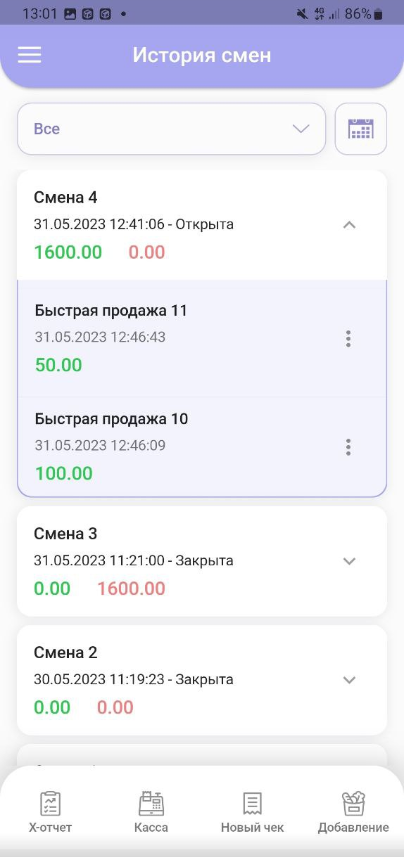 13:01
4G
86%
История смен
Все
Смена 4
31.05.2023 12:41:06 - Открыта
1600.00 0.00
Быстрая продажа 11
31.05.2023 12:46:43
50.00
Быстрая продажа 10
31.05.2023 12:46:09
100.00
Смена 3
31.05.2023 11:21:00 - Закрыта
0.00 1600.00
Смена 2
30.05.2023 11:19:23 - Закрыта
0.00 0.00
X-отчет Касса Новый чек Добавление